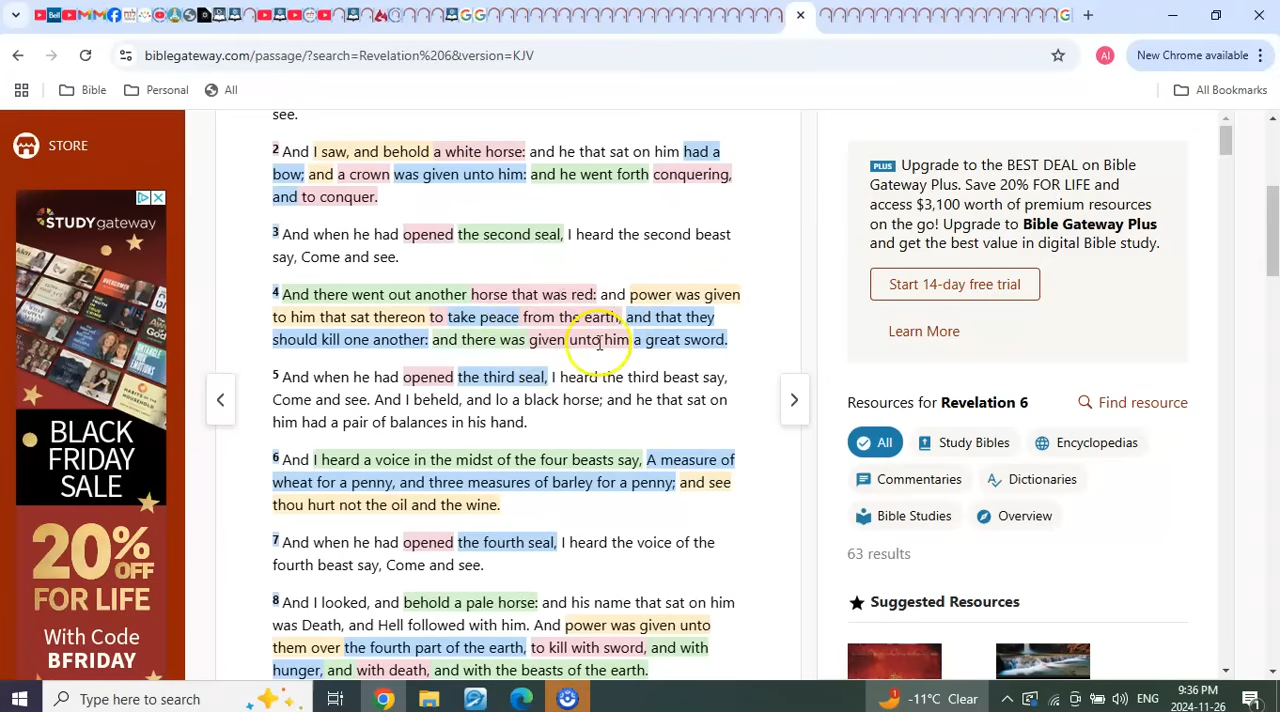 biblegateway.com/passage/?search=Revelation%206&version=KJV
AI
New Chrome available
Bible
Personal
All
All Bookmarks
STORE
STUDYgateway
BLACK
FRIDAY
SALE
20%
OFF
FOR LIFE
With Code
BFRIDAY
see.
2 And I saw, and behold a white horse: and he that sat on him had a
bow; and a crown was given unto him: and he went forth conquering,
and to conquer.
3 And when he had opened the second seal, I heard the second beast
say, Come and see.
4 And there went out another horse that was red: and power was given
to him that sat thereon to take peace from the earth, and that they
should kill one another: and there was given unto him a great sword.
5 And when he had opened the third seal, I heard the third beast say,
Come and see. And I beheld, and lo a black horse; and he that sat on
him had a pair of balances in his hand.
6 And I heard a voice in the midst of the four beasts say, A measure of
wheat for a penny, and three measures of barley for a penny; and see
thou hurt not the oil and the wine.
7 And when he had opened the fourth seal, I heard the voice of the
fourth beast say, Come and see.
8 And I looked, and behold a pale horse: and his name that sat on him
was Death, and Hell followed with him. And power was given unto
them over the fourth part of the earth, to kill with sword, and with
hunger, and with death, and with the beasts of the earth.
PLUS Upgrade to the BEST DEAL on Bible
Gateway Plus. Save 20% FOR LIFE and
access $3,100 worth of premium resources
on the go! Upgrade to Bible Gateway Plus
and get the best value in digital Bible study.
Start 14-day free trial
Learn More
Resources for Revelation 6
Find resource
All
Study Bibles
Encyclopedias
Commentaries
Dictionaries
Bible Studies
Overview
63 results
Suggested Resources
Type here to search
-11°C Clear
ENG
9:36 PM
2024-11-26